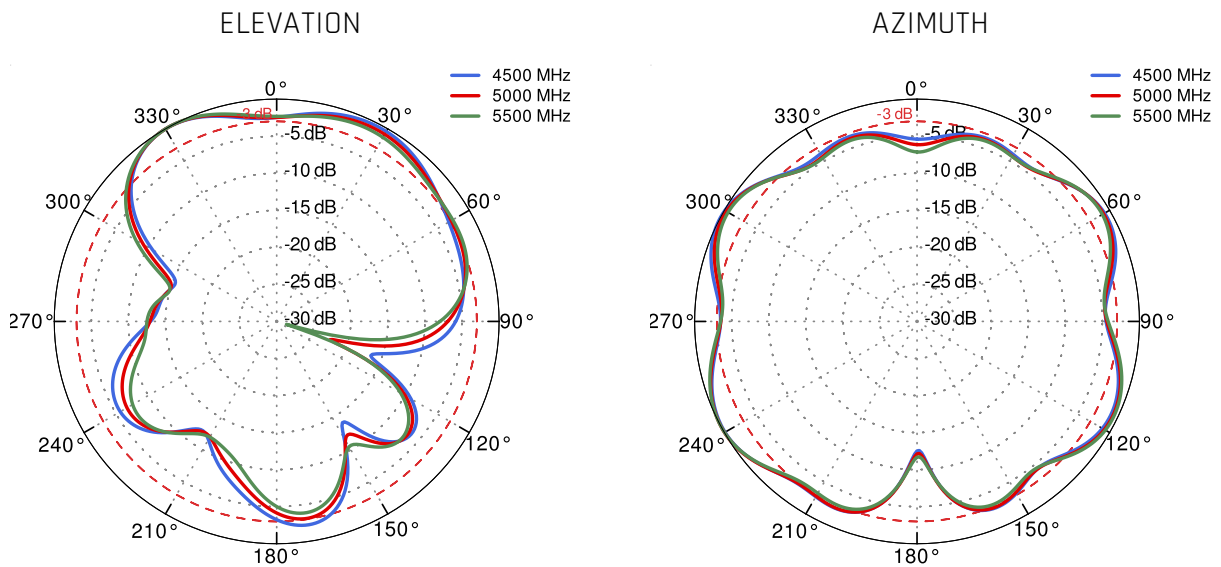 ELEVATION
4500 MHz
5000 MHz
5500 MHz
0°
30°
60°
90°
120°
150°
180°
210°
240°
270°
300°
330°
-3 dB
-5 dB
-10 dB
-15 dB
-20 dB
-25 dB
-30 dB
AZIMUTH
4500 MHz
5000 MHz
5500 MHz
0°
30°
60°
90°
120°
150°
180°
210°
240°
270°
300°
330°
-3 dB
-5 dB
-10 dB
-15 dB
-20 dB
-25 dB
-30 dB